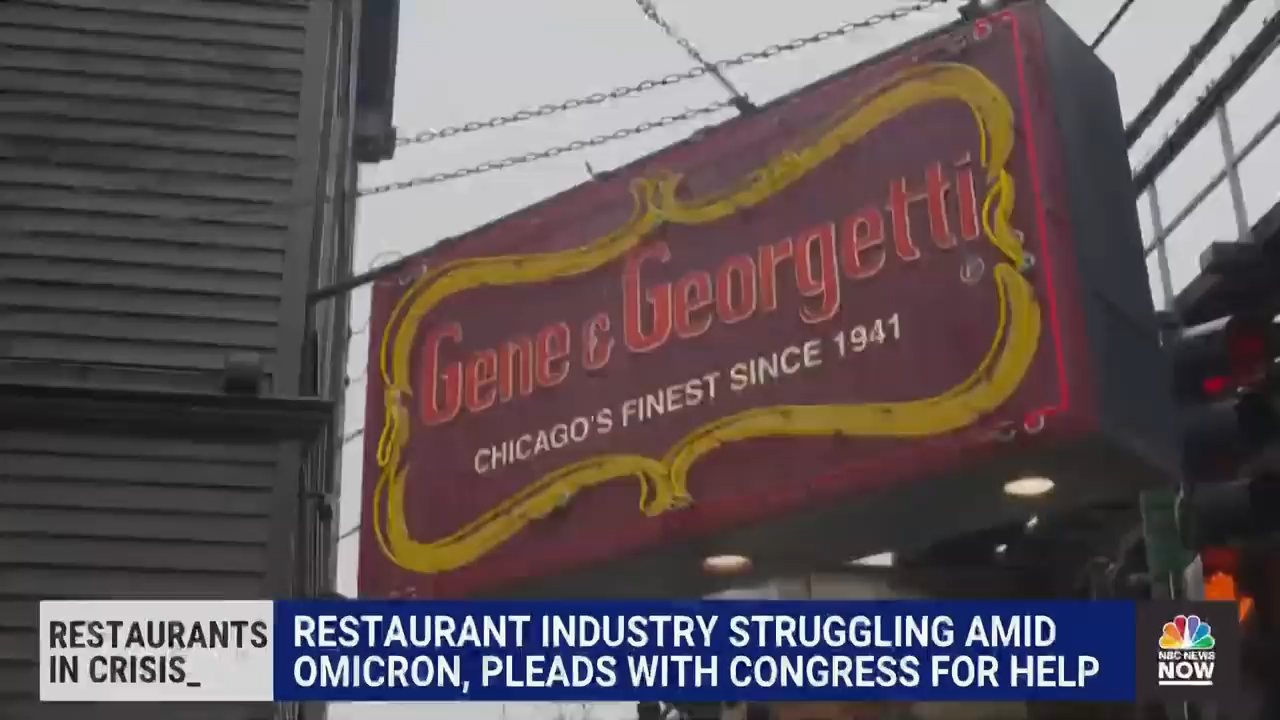 Gene & Georgetti
CHICAGO'S FINEST SINCE 1941
RESTAURANTS
IN CRISIS_
RESTAURANT INDUSTRY STRUGGLING AMID
OMICRON, PLEADS WITH CONGRESS FOR HELP
NBC NEWS
NOW